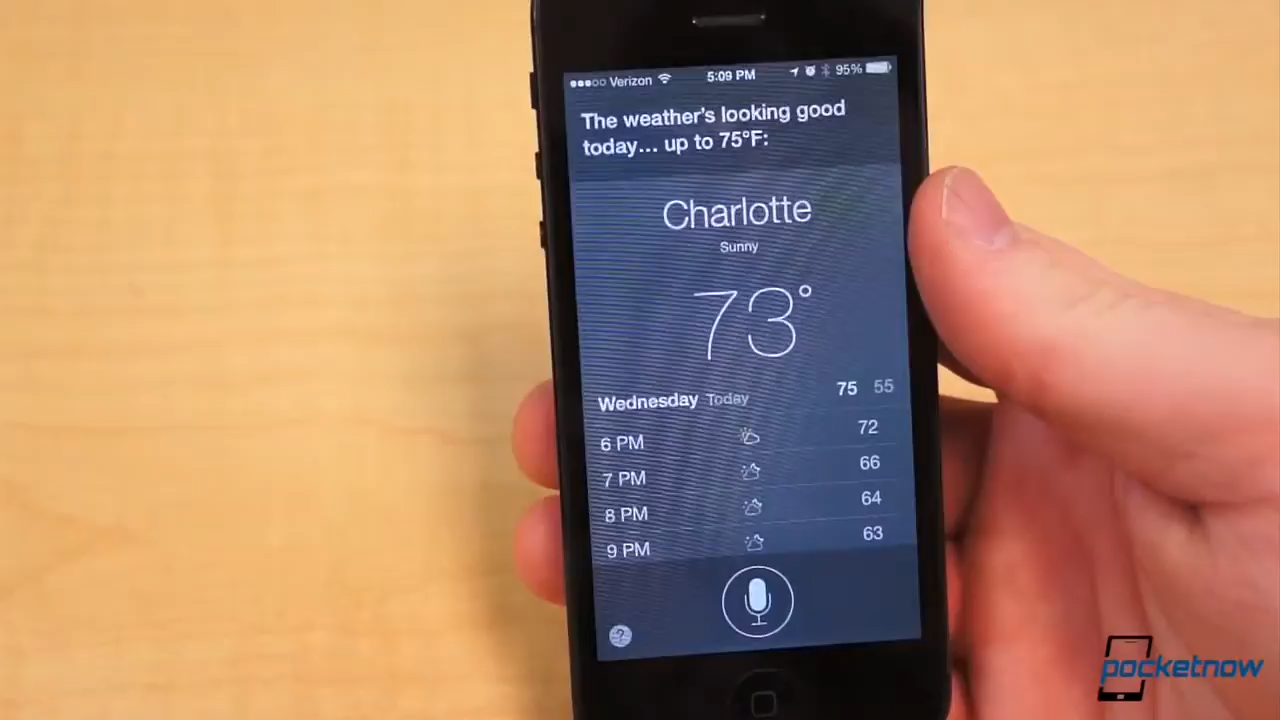 ●●●○○ Verizon 5:09 PM 95%
The weather's looking good
today... up to 75°F:
Charlotte
Sunny
73°
Wednesday Today 75 55
6 PM 72
7 PM 66
8 PM 64
9 PM 63
?
pocketnow